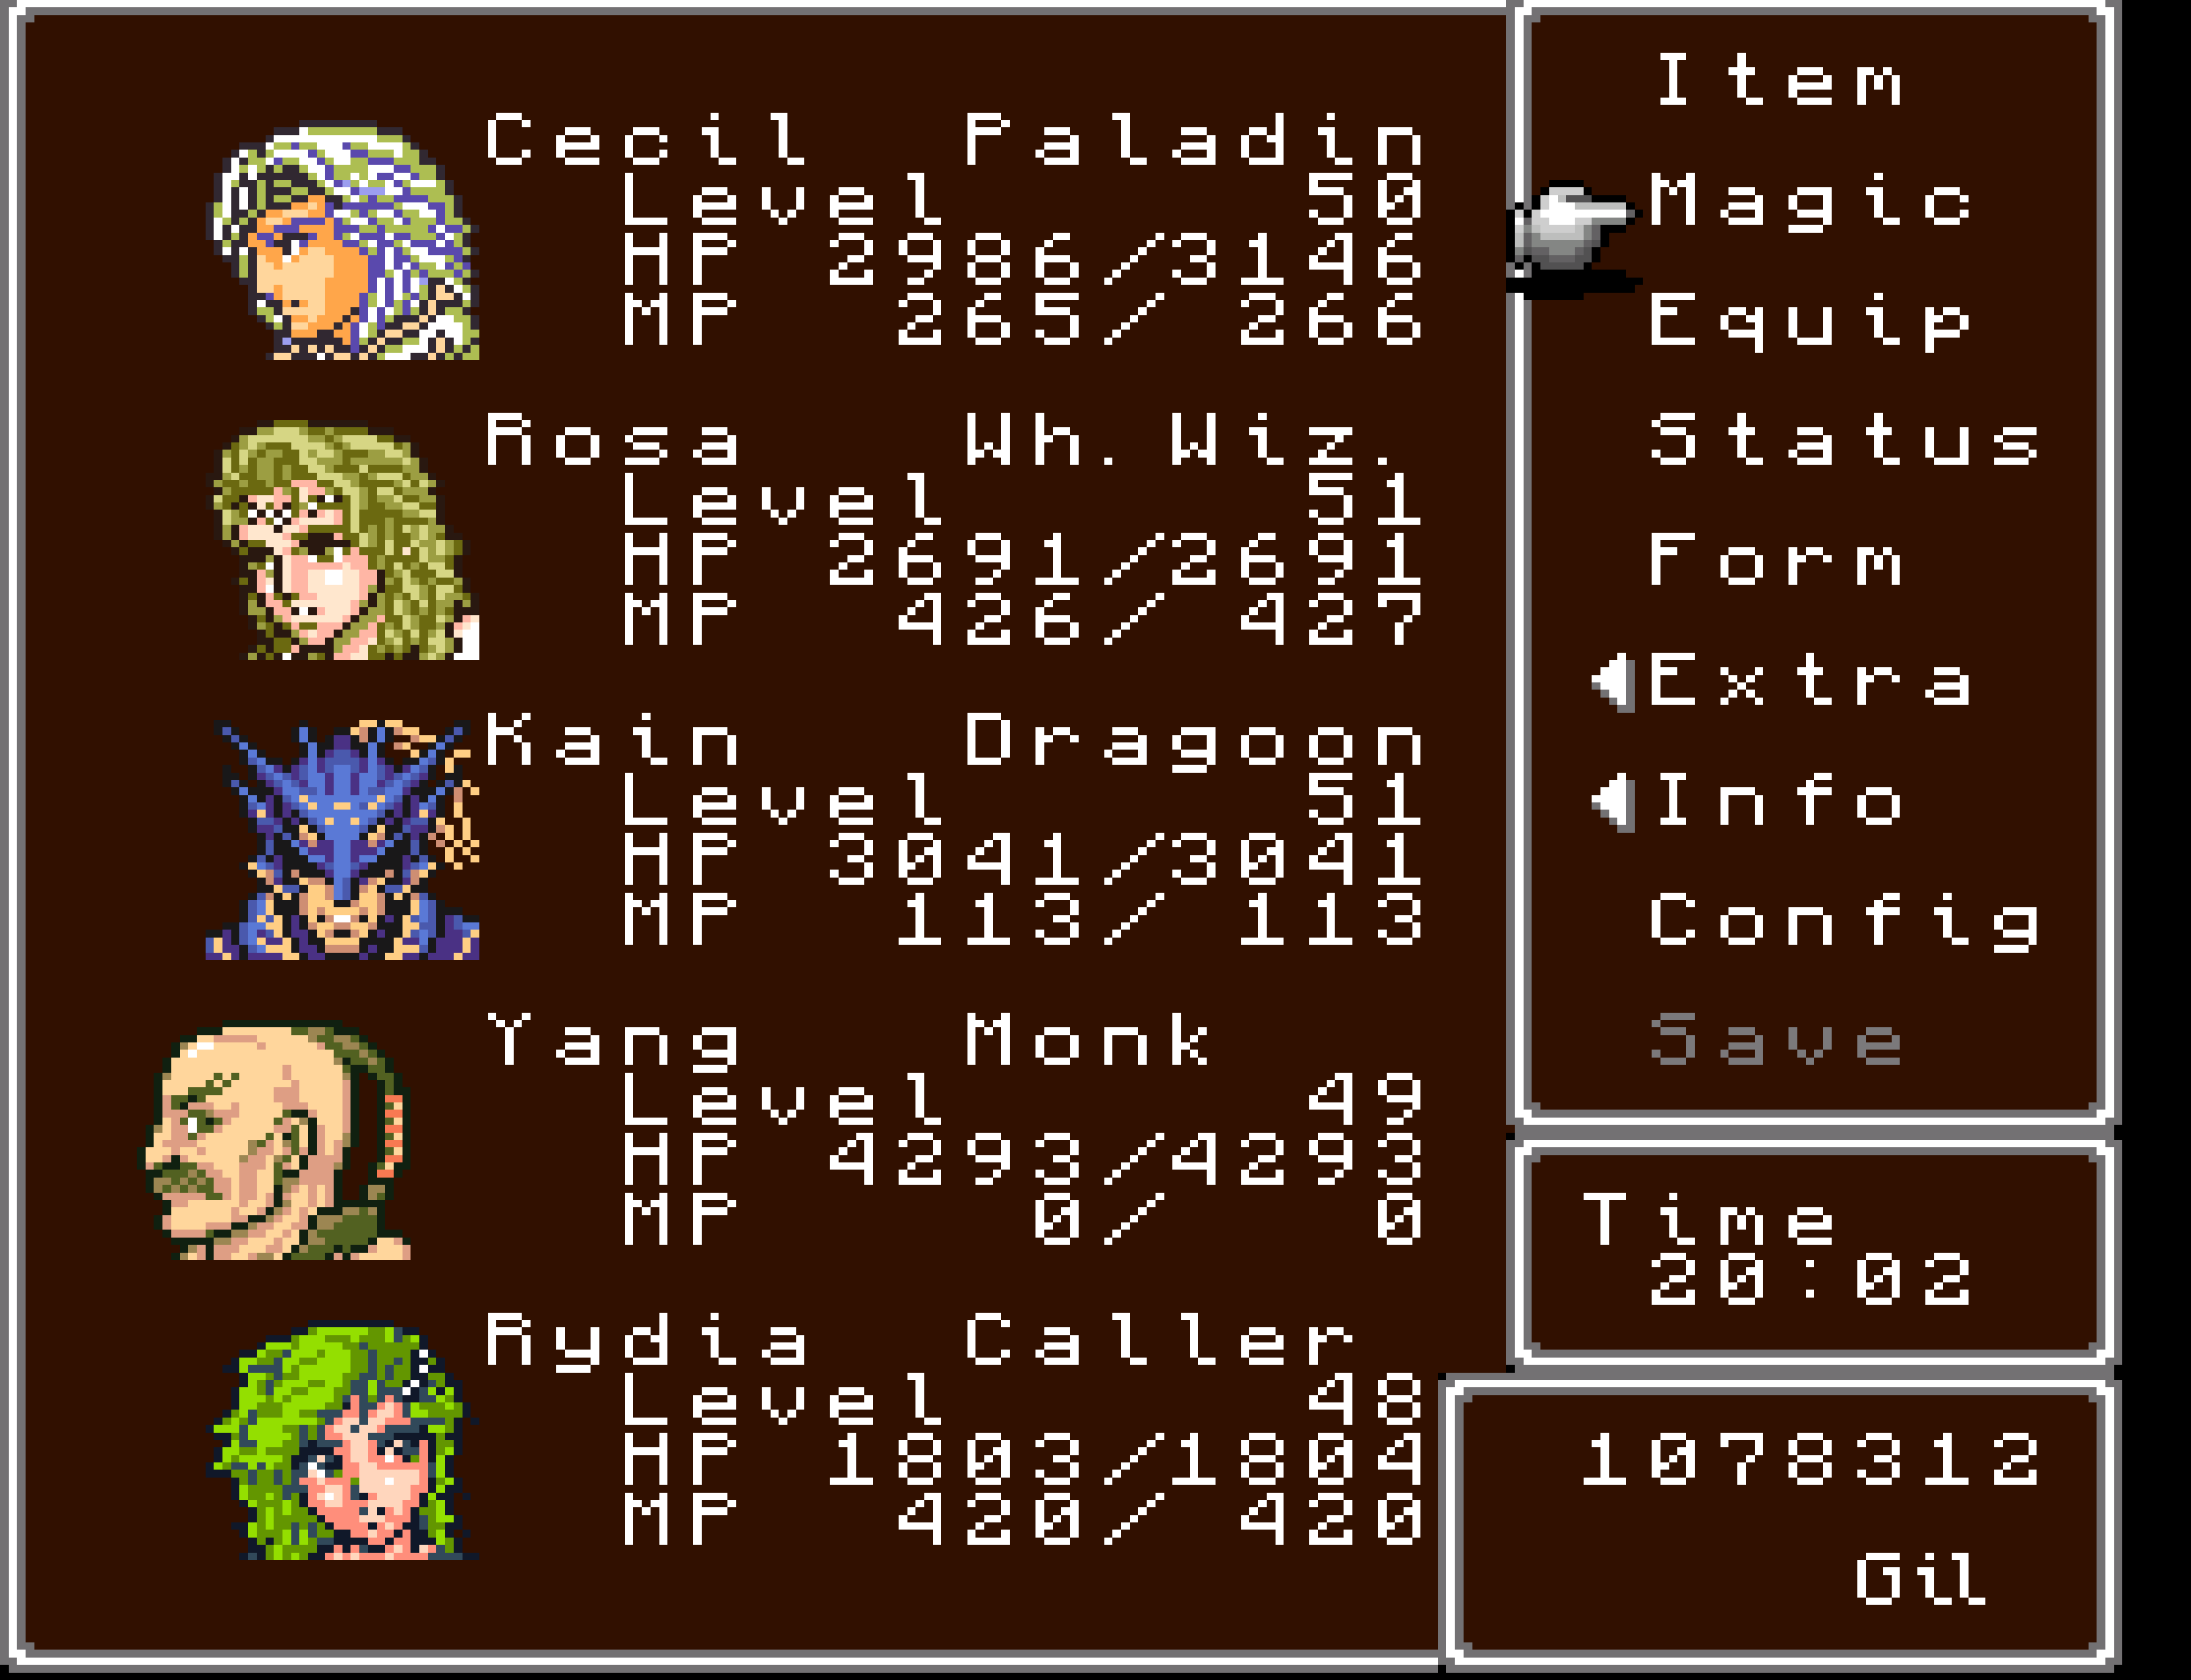 Cecil Paladin
Level 50
HP 2986/3146
MP 265/ 266
Rosa Wh.Wiz.
Level 51
HP 2691/2691
MP 426/ 427
Kain Dragoon
Level 51
HP 3041/3041
MP 113/ 113
Yang Monk
Level 49
HP 4293/4293
MP 0/ 0
Rydia Caller
Level 48
HP 1803/1804
MP 420/ 420
Item
Magic
Equip
Status
Form
Extra
Info
Config
Save
Time
20:02
1078312
Gil